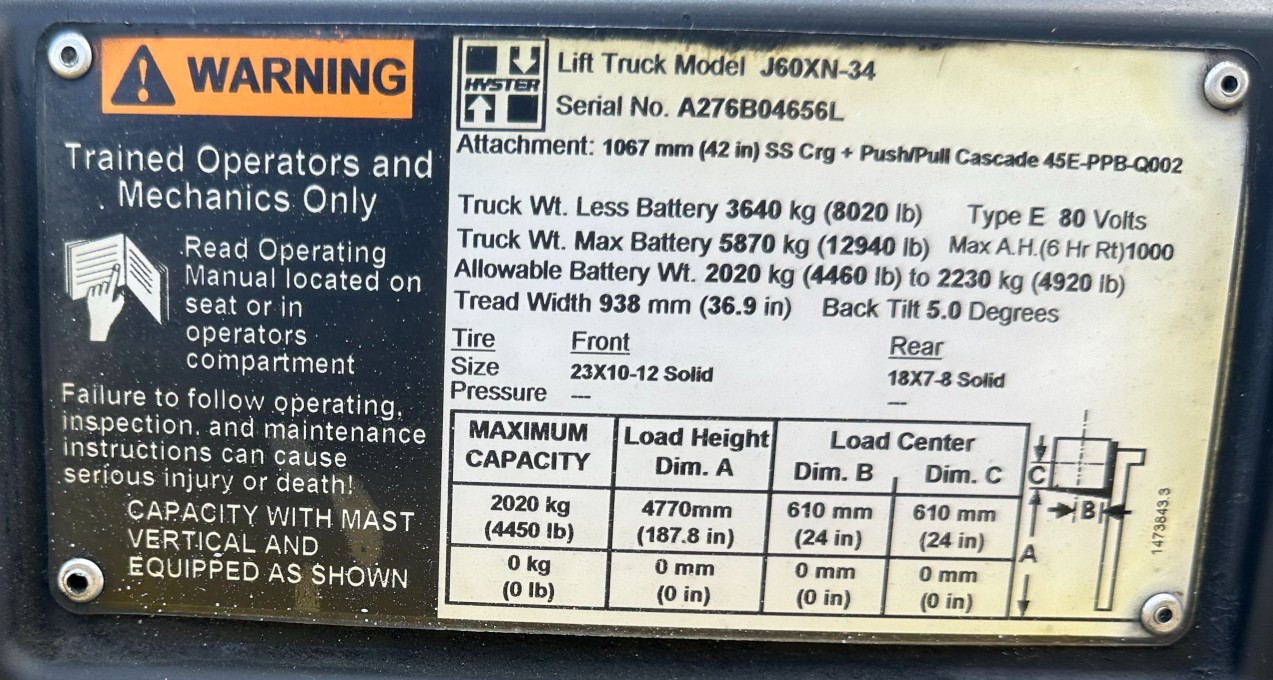 WARNING
Trained Operators and
Mechanics Only
Read Operating
Manual located on
seat or in
operators
compartment
Failure to follow operating,
inspection, and maintenance
instructions can cause
serious injury or death!
CAPACITY WITH MAST
VERTICAL AND
EQUIPPED AS SHOWN
HYSTER
Lift Truck Model J60XN-34
Serial No. A276B04656L
Attachment: 1067 mm (42 in) SS Crg + Push/Pull Cascade 45E-PPB-Q002
Truck Wt. Less Battery 3640 kg (8020 lb) Type E 80 Volts
Truck Wt. Max Battery 5870 kg (12940 lb) Max A.H.(6 Hr Rt)1000
Allowable Battery Wt. 2020 kg (4460 lb) to 2230 kg (4920 lb)
Tread Width 938 mm (36.9 in) Back Tilt 5.0 Degrees
Tire Front Rear
Size 23X10-12 Solid 18X7-8 Solid
Pressure --- ---
MAXIMUM Load Height Load Center
CAPACITY Dim. A Dim. B Dim. C
2020 kg 4770mm 610 mm 610 mm
(4450 lb) (187.8 in) (24 in) (24 in)
0 kg 0 mm 0 mm 0 mm
(0 lb) (0 in) (0 in) (0 in)
C
B
A
1473843.3